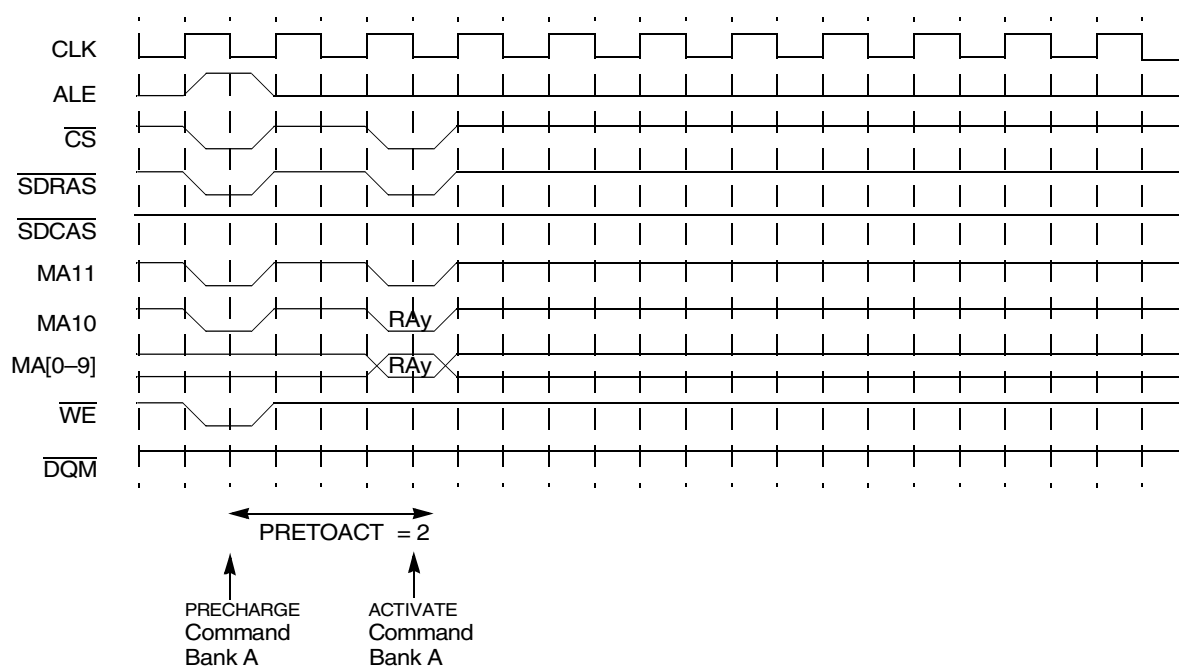 CLK
ALE
CS
SDRAS
SDCAS
MA11
MA10 RAy
MA[0–9] RAy
WE
DQM
PRETOACT = 2
PRECHARGE
Command
Bank A
ACTIVATE
Command
Bank A